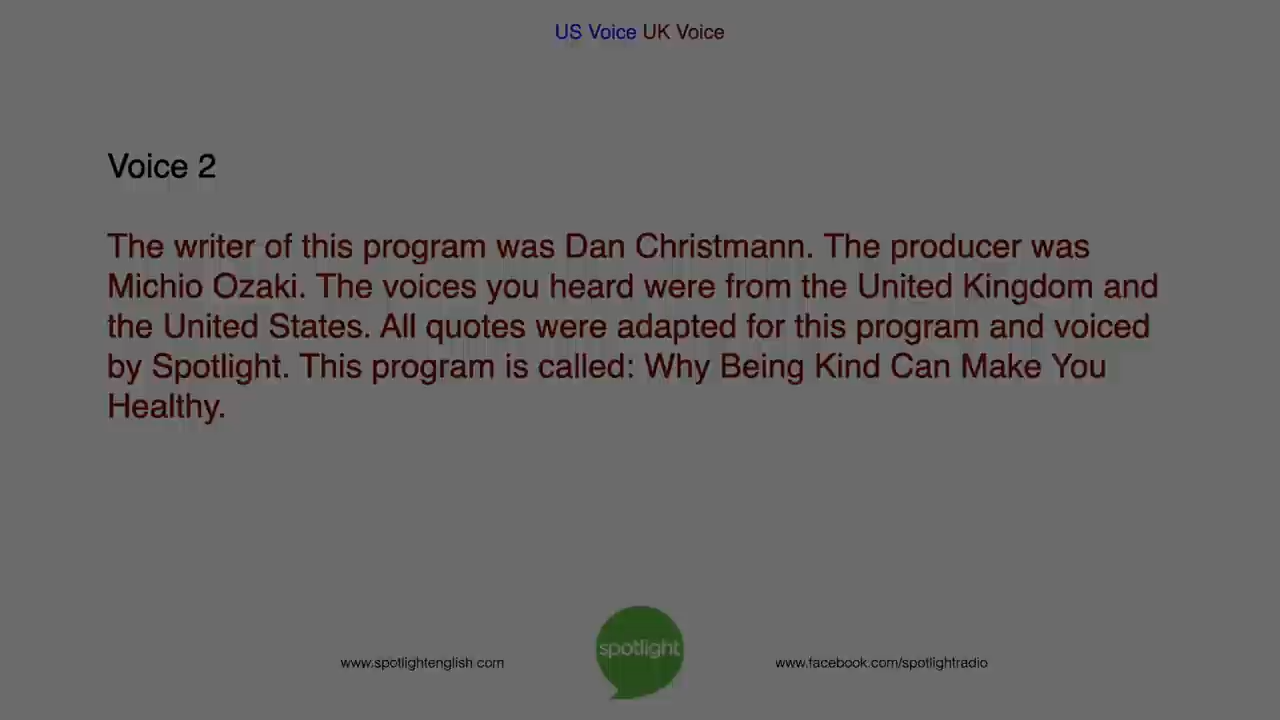 US Voice UK Voice
Voice 2
The writer of this program was Dan Christmann. The producer was
Michio Ozaki. The voices you heard were from the United Kingdom and
the United States. All quotes were adapted for this program and voiced
by Spotlight. This program is called: Why Being Kind Can Make You
Healthy.
spotlight
www.spotlightenglish.com
www.facebook.com/spotlightradio